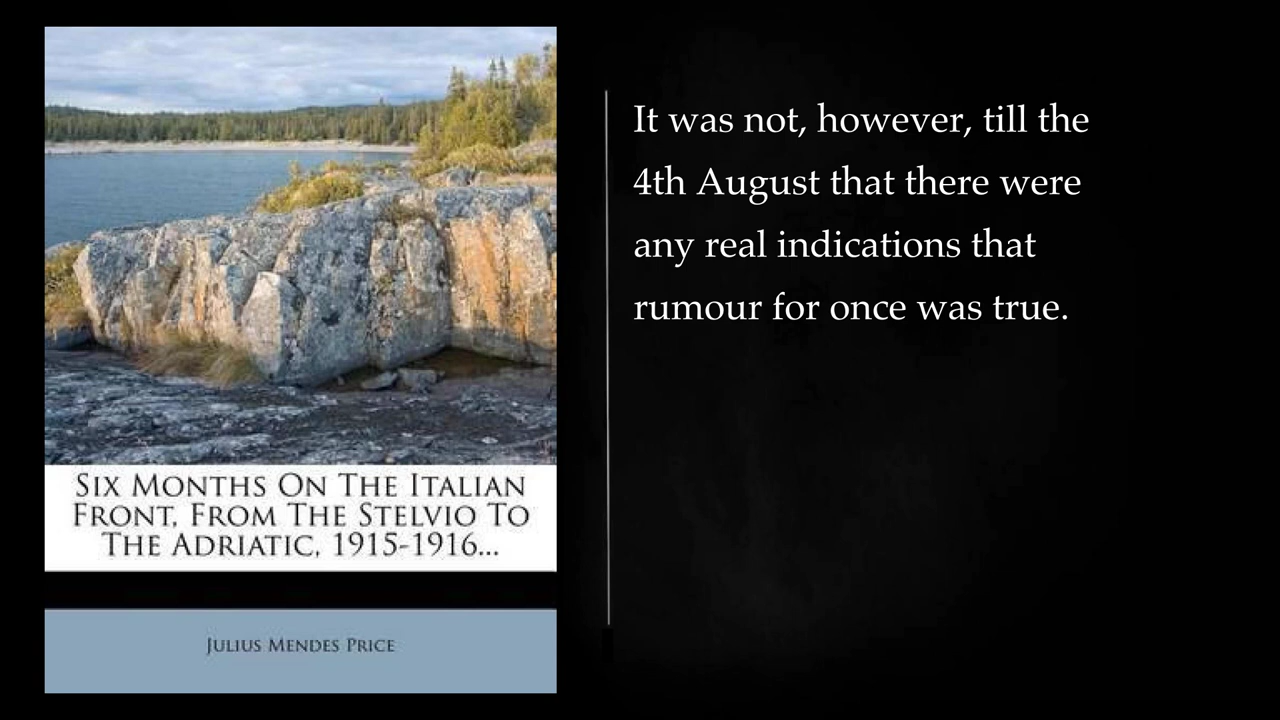 Six Months On The Italian
Front, From The Stelvio To
The Adriatic, 1915-1916...
Julius Mendes Price
It was not, however, till the
4th August that there were
any real indications that
rumour for once was true.